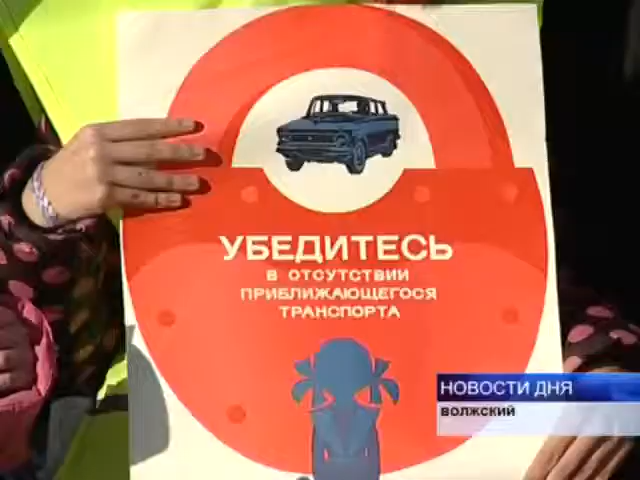 УБЕДИТЕСЬ
В ОТСУТСТВИИ
ПРИБЛИЖАЮЩЕГОСЯ
ТРАНСПОРТА
НОВОСТИ ДНЯ
ВОЛЖСКИЙ